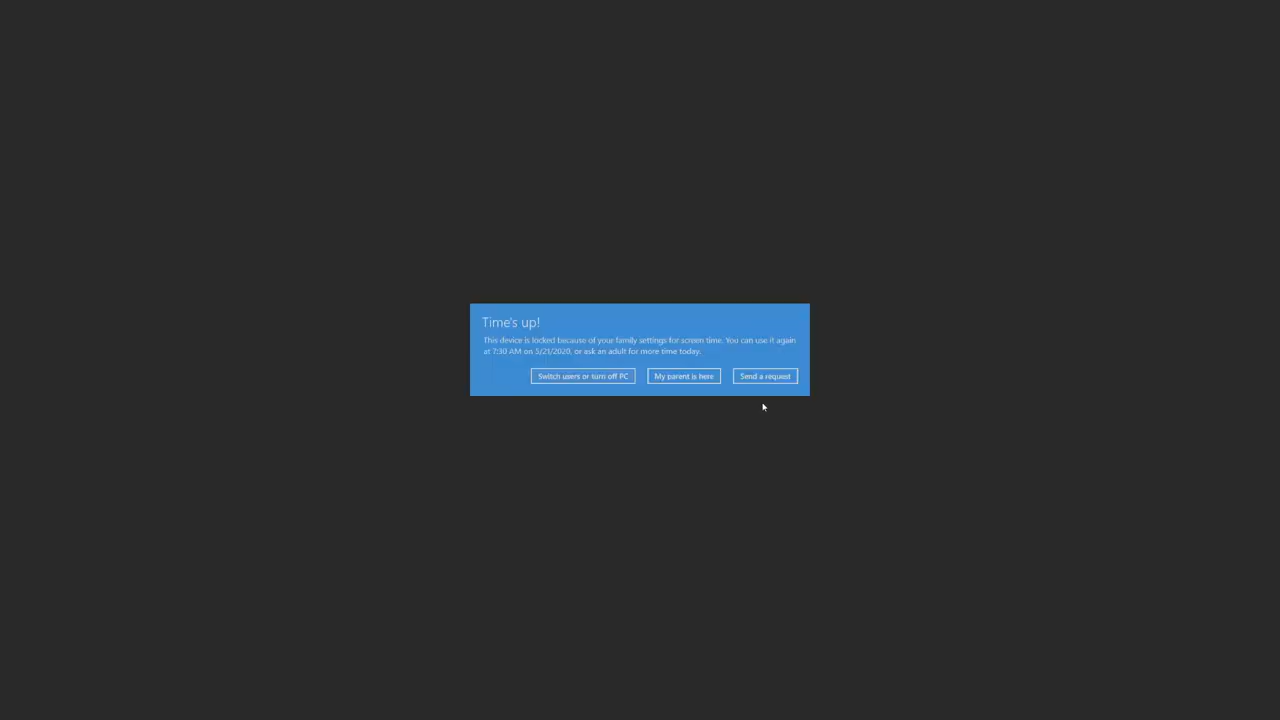 Time's up!
This device is locked because of your family settings for screen time. You can use it again
at 7:30 AM on 5/21/2020, or ask an adult for more time today.
Switch users or turn off PC My parent is here Send a request